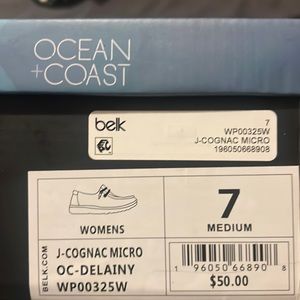 OCEAN
+COAST
belk
7
WP00325W
J-COGNAC MICRO
196050668908
WOMENS
7
MEDIUM
BELK.COM
J-COGNAC MICRO
OC-DELAINY
WP00325W
1 96050 66890 8
$50.00